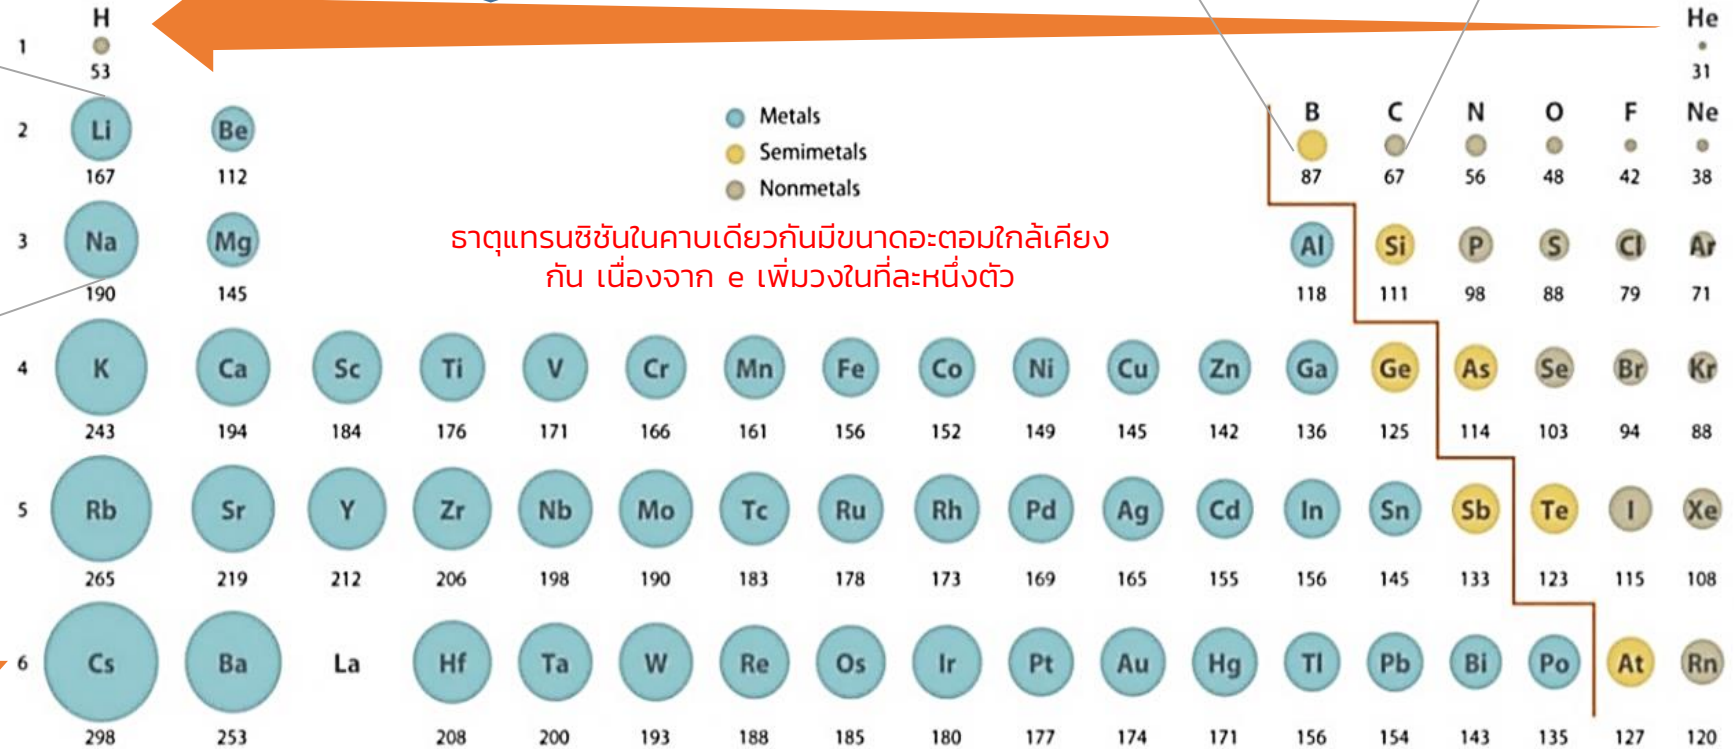 H He
1
53 31
Metals
Semimetals
Nonmetals
B C N O F Ne
2 Li Be
167 112 87 67 56 48 42 38
ธาตุแทรนซิชันในคาบเดียวกันมีขนาดอะตอมใกล้เคียง
กัน เนื่องจาก e เพิ่มวงในที่ละหนึ่งตัว
3 Na Mg Al Si P S Cl Ar
190 145 118 111 98 88 79 71
4 K Ca Sc Ti V Cr Mn Fe Co Ni Cu Zn Ga Ge As Se Br Kr
243 194 184 176 171 166 161 156 152 149 145 142 136 125 114 103 94 88
5 Rb Sr Y Zr Nb Mo Tc Ru Rh Pd Ag Cd In Sn Sb Te I Xe
265 219 212 206 198 190 183 178 173 169 165 155 156 145 133 123 115 108
6 Cs Ba La Hf Ta W Re Os Ir Pt Au Hg Tl Pb Bi Po At Rn
298 253 208 200 193 188 185 180 177 174 171 156 154 143 135 127 120